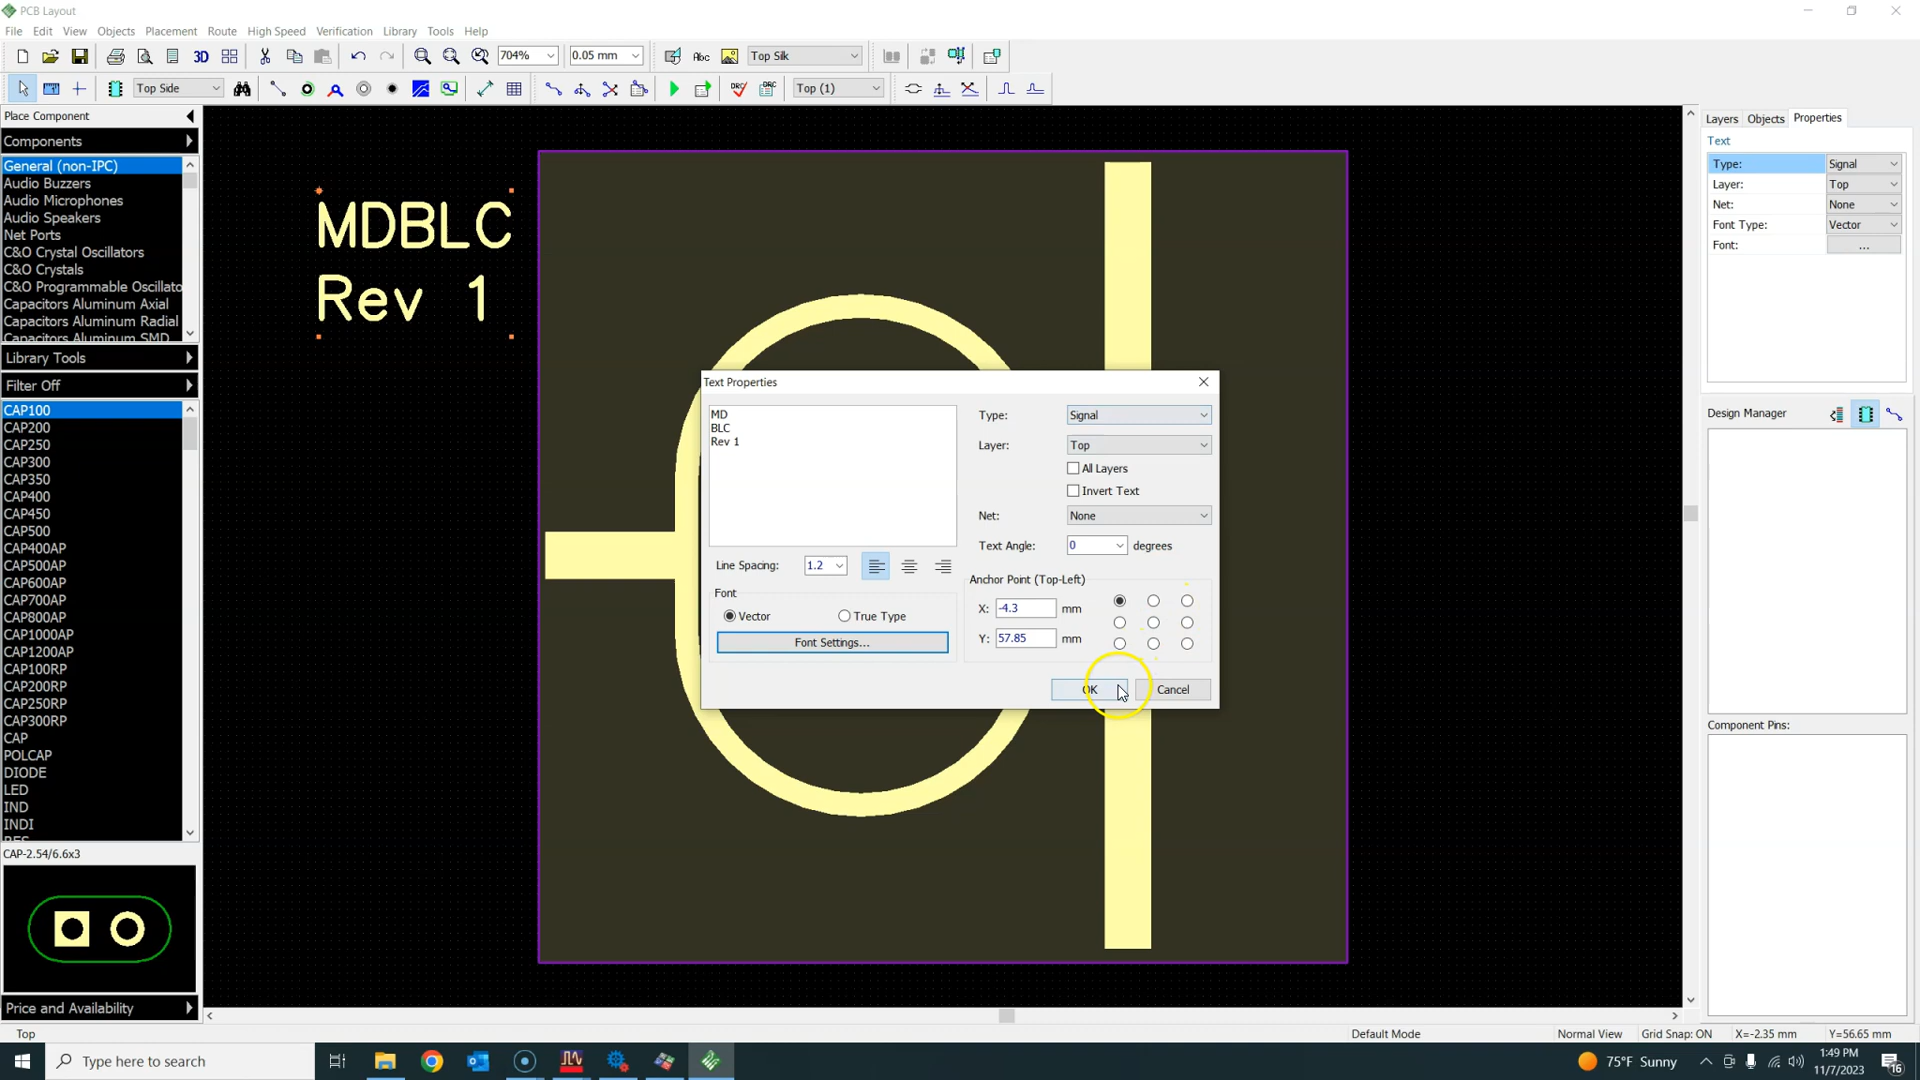 PCB Layout
File Edit View Objects Placement Route High Speed Verification Library Tools Help
3D 704% 0.05 mm Abc Top Silk
Top Side DRC DRC Top (1)
Place Component
Components
General (non-IPC)
Audio Buzzers
Audio Microphones
Audio Speakers
Net Ports
C&O Crystal Oscillators
C&O Crystals
C&O Programmable Oscillato
Capacitors Aluminum Axial
Capacitors Aluminum Radial
Capacitors Aluminum SMD
Library Tools
Filter Off
CAP100
CAP200
CAP250
CAP300
CAP350
CAP400
CAP450
CAP500
CAP400AP
CAP500AP
CAP600AP
CAP700AP
CAP800AP
CAP1000AP
CAP1200AP
CAP100RP
CAP200RP
CAP250RP
CAP300RP
CAP
POLCAP
DIODE
LED
IND
INDI
RES
CAP-2.54/6.6x3
Price and Availability
MDBLC
Rev 1
Text Properties
MD
BLC
Rev 1
Line Spacing: 1.2
Font
Vector True Type
Font Settings...
Type: Signal
Layer: Top
All Layers
Invert Text
Net: None
Text Angle: 0 degrees
Anchor Point (Top-Left)
X: -4.3 mm
Y: 57.85 mm
OK Cancel
Layers Objects Properties
Text
Type: Signal
Layer: Top
Net: None
Font Type: Vector
Font: ...
Design Manager
Component Pins:
Top Default Mode Normal View Grid Snap: ON X=-2.35 mm Y=56.65 mm
Type here to search
75°F Sunny
1:49 PM
11/7/2023
16